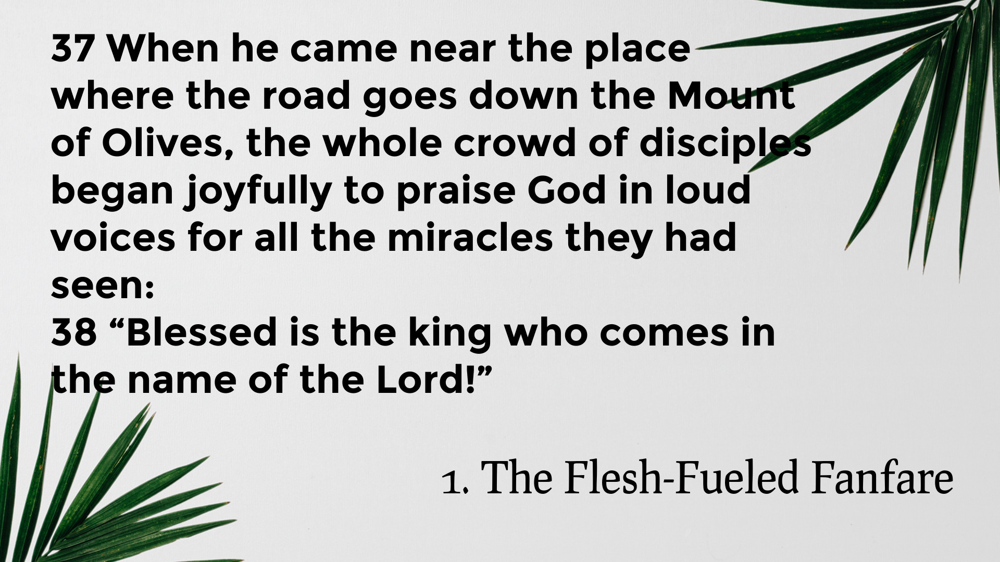 37 When he came near the place
where the road goes down the Mount
of Olives, the whole crowd of disciples
began joyfully to praise God in loud
voices for all the miracles they had
seen:
38 “Blessed is the king who comes in
the name of the Lord!”
1. The Flesh-Fueled Fanfare